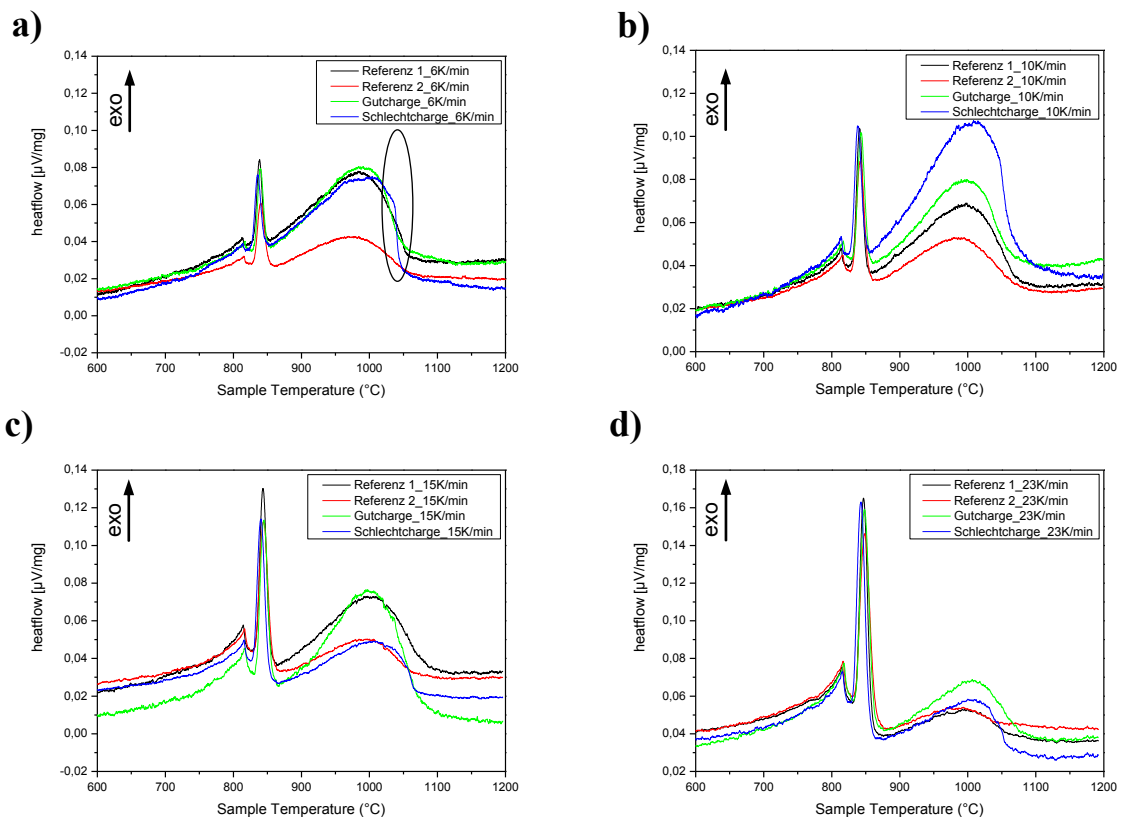 a)
0,14
0,12
0,10
0,08
0,06
0,04
0,02
0,00
-0,02
heatflow [µV/mg]
exo
Referenz 1_6K/min
Referenz 2_6K/min
Gutcharge_6K/min
Schlechtcharge_6K/min
600 700 800 900 1000 1100 1200
Sample Temperature (°C)
b)
0,14
0,12
0,10
0,08
0,06
0,04
0,02
0,00
heatflow [µV/mg]
exo
Referenz 1_10K/min
Referenz 2_10K/min
Gutcharge_10K/min
Schlechtcharge_10K/min
600 700 800 900 1000 1100 1200
Sample Temperature (°C)
c)
0,14
0,12
0,10
0,08
0,06
0,04
0,02
0,00
-0,02
heatflow [µV/mg]
exo
Referenz 1_15K/min
Referenz 2_15K/min
Gutcharge_15K/min
Schlechtcharge_15K/min
600 700 800 900 1000 1100 1200
Sample Temperature (°C)
d)
0,18
0,16
0,14
0,12
0,10
0,08
0,06
0,04
0,02
heatflow [µV/mg]
exo
Referenz 1_23K/min
Referenz 2_23K/min
Gutcharge_23K/min
Schlechtcharge_23K/min
600 700 800 900 1000 1100 1200
Sample Temperature (°C)